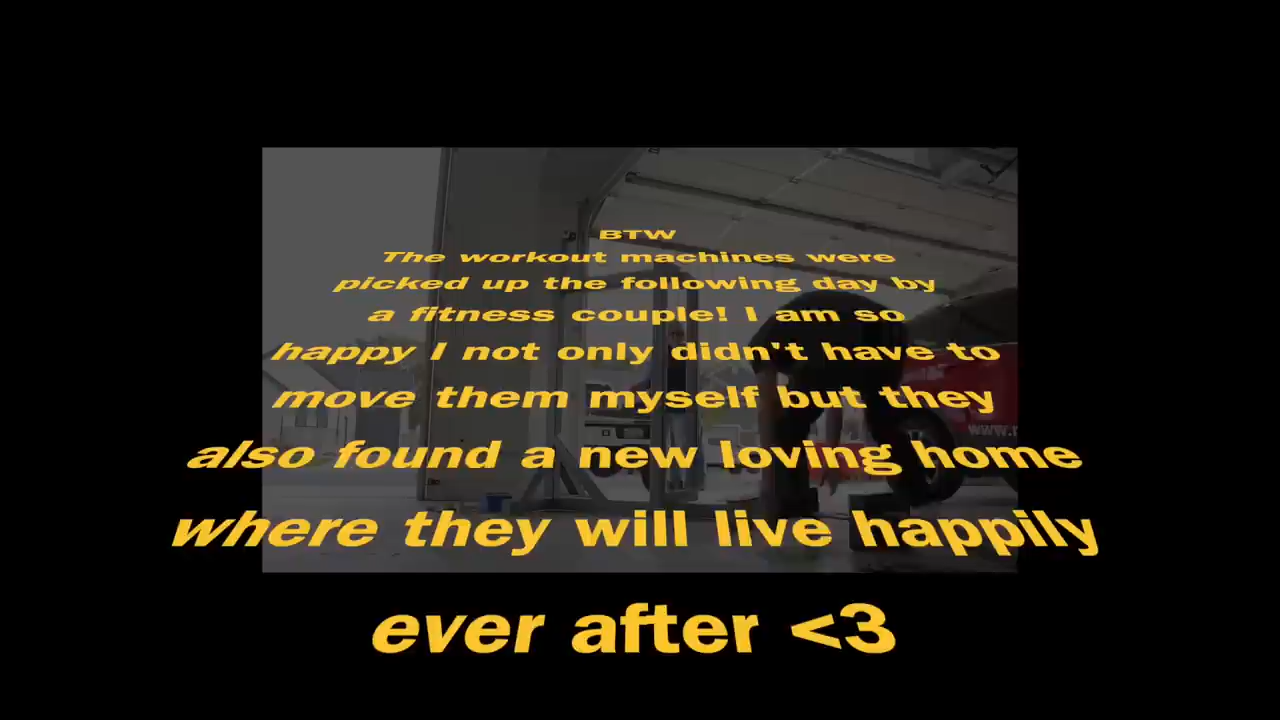 BTW
The workout machines were
picked up the following day by
a fitness couple! I am so
happy I not only didn't have to
move them myself but they
also found a new loving home
where they will live happily
ever after <3